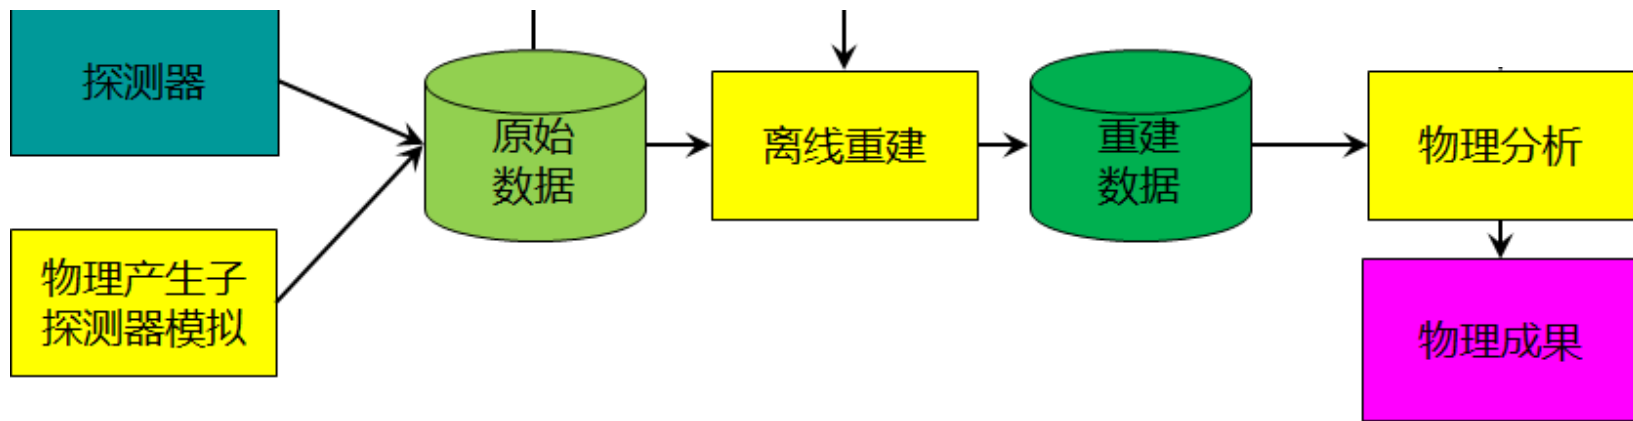 探测器
原始
数据
离线重建
重建
数据
物理分析
物理产生子
探测器模拟
物理成果